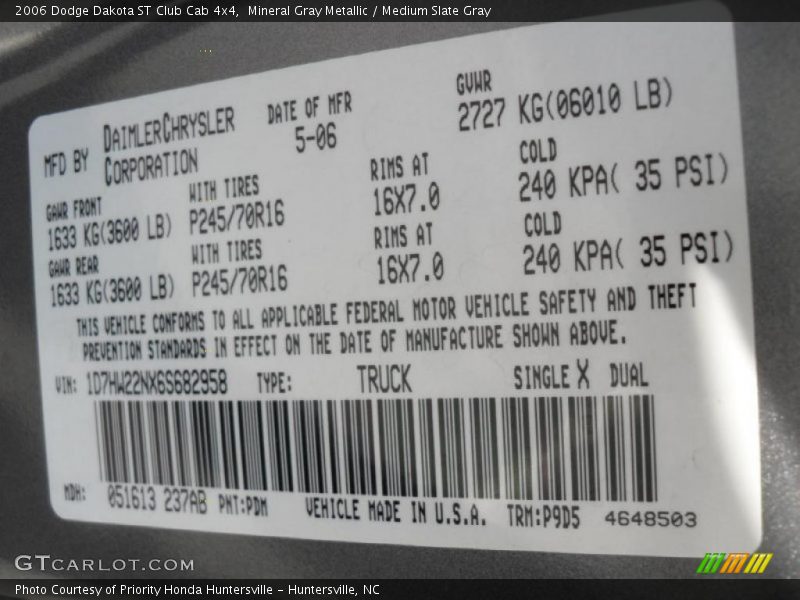 2006 Dodge Dakota ST Club Cab 4x4,  Mineral Gray Metallic / Medium Slate Gray
MFD BY DAIMLERCHRYSLER CORPORATION
DATE OF MFR 5-06
GVWR 2727 KG(06010 LB)
GAWR FRONT WITH TIRES RIMS AT COLD
1633 KG(3600 LB) P245/70R16 16X7.0 240 KPA( 35 PSI)
GAWR REAR WITH TIRES RIMS AT COLD
1633 KG(3600 LB) P245/70R16 16X7.0 240 KPA( 35 PSI)
THIS VEHICLE CONFORMS TO ALL APPLICABLE FEDERAL MOTOR VEHICLE SAFETY AND THEFT
PREVENTION STANDARDS IN EFFECT ON THE DATE OF MANUFACTURE SHOWN ABOVE.
VIN: 1D7HW22NX6S682958 TYPE: TRUCK SINGLE X DUAL
MDH: 051613 237AB PNT:PDM VEHICLE MADE IN U.S.A. TRM:P9D5 4648503
GTCARLOT.COM
Photo Courtesy of Priority Honda Huntersville - Huntersville, NC